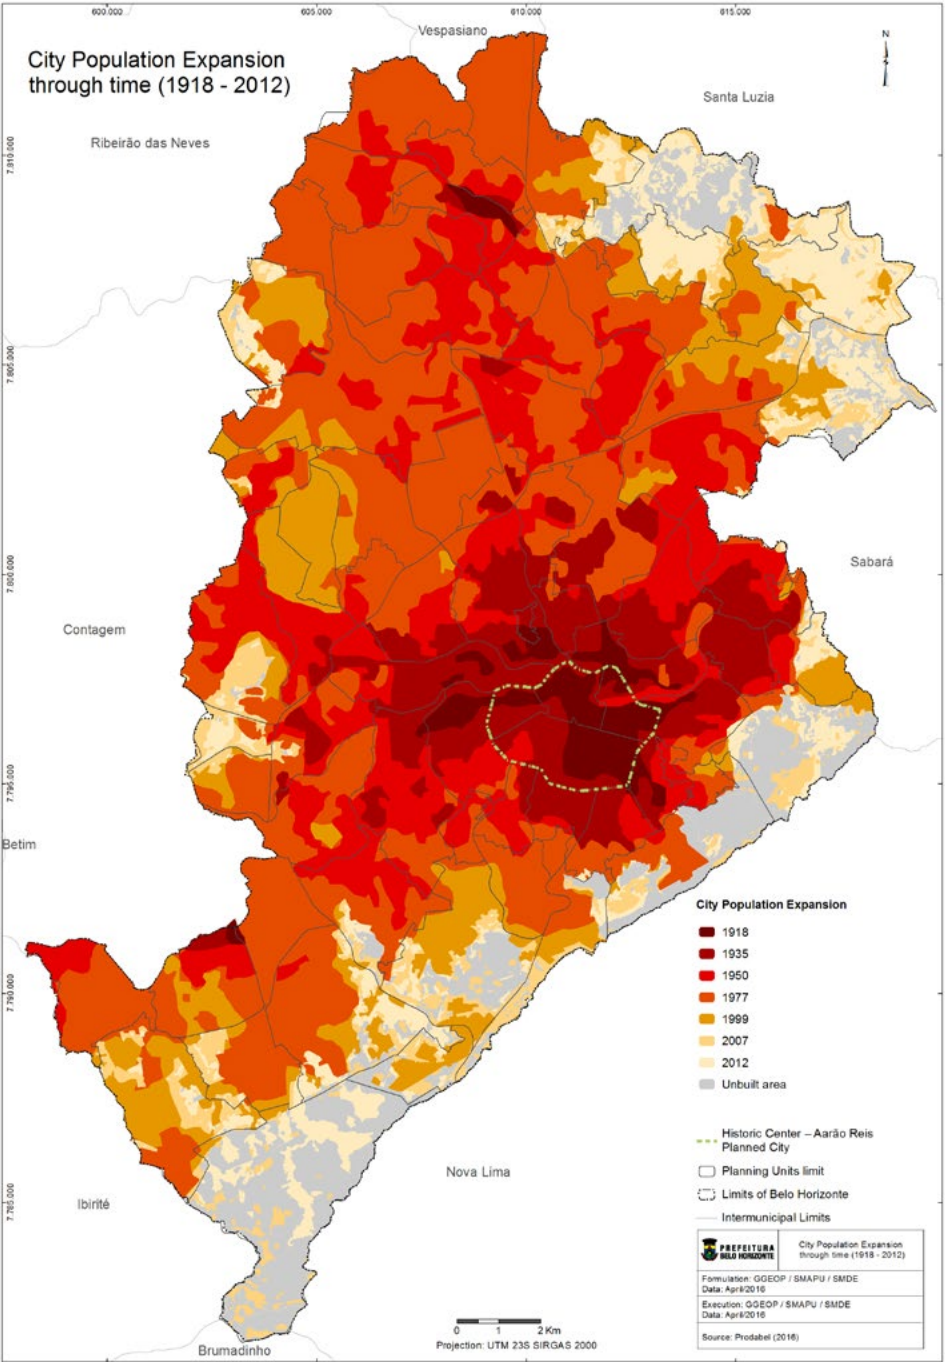 600.000 605.000 610.000 615.000
Vespasiano
City Population Expansion
through time (1918 - 2012)
N
Santa Luzia
Ribeirão das Neves
7.810.000
7.805.000
Sabará
7.800.000
Contagem
7.795.000
Betim
City Population Expansion
1918
1935
1950
1977
1999
2007
2012
Unbuilt area
7.790.000
Historic Center – Aarão Reis
Planned City
Planning Units limit
Limits of Belo Horizonte
Intermunicipal Limits
Nova Lima
Ibirité
7.785.000
PREFEITURA
BELO HORIZONTE
City Population Expansion
through time (1918 - 2012)
Formulation: GGEOP / SMAPU / SMDE
Data: April/2016
Execution: GGEOP / SMAPU / SMDE
Data: April/2016
Source: Prodabel (2016)
0 1 2 Km
Projection: UTM 23S SIRGAS 2000
Brumadinho